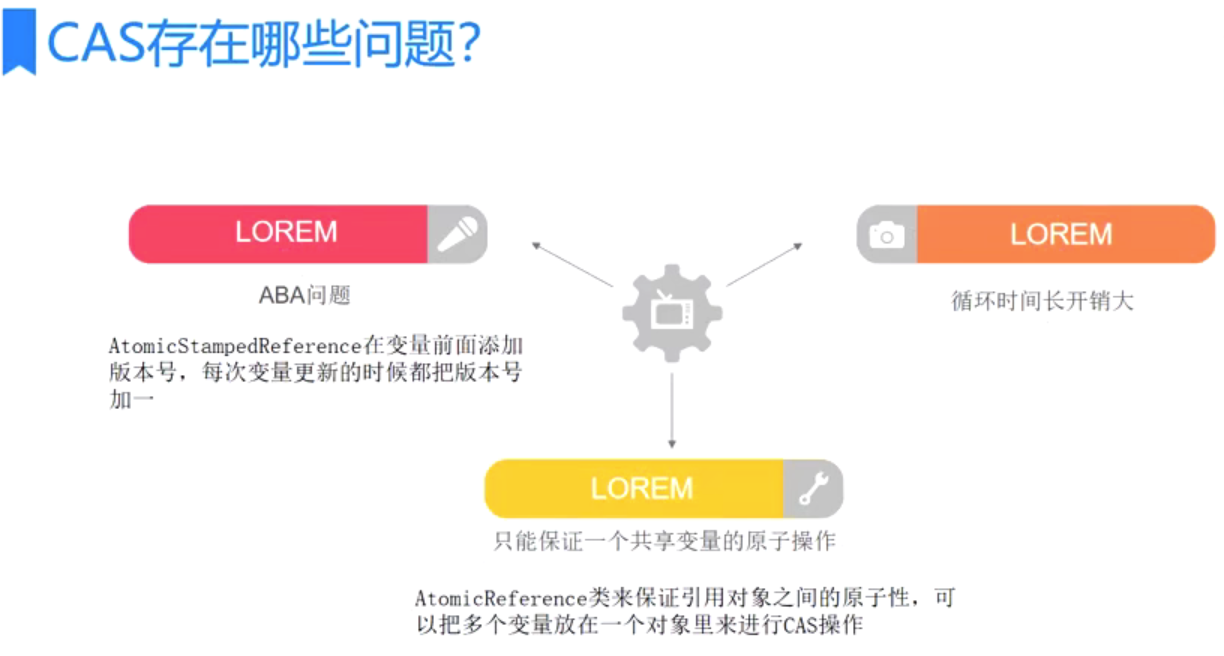 CAS存在哪些问题?
LOREM
ABA问题
AtomicStampedReference在变量前面添加
版本号，每次变量更新的时候都把版本号
加一
LOREM
循环时间长开销大
LOREM
只能保证一个共享变量的原子操作
AtomicReference类来保证引用对象之间的原子性，可
以把多个变量放在一个对象里来进行CAS操作